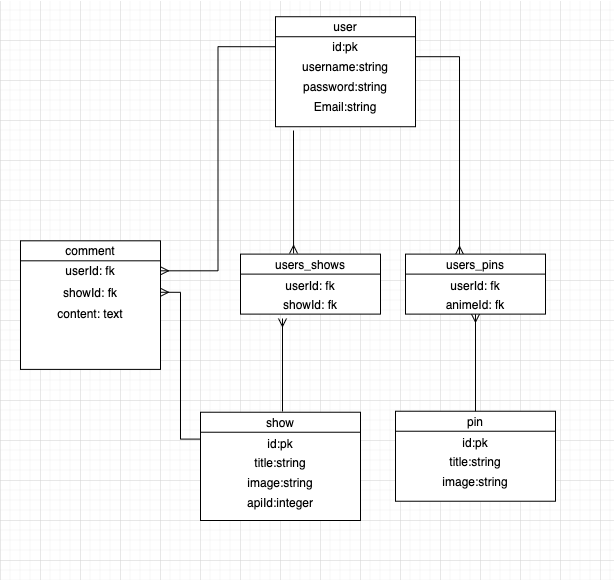 user
id:pk
username:string
password:string
Email:string
comment
userId: fk
showId: fk
content: text
users_shows
userId: fk
showId: fk
users_pins
userId: fk
animeId: fk
show
id:pk
title:string
image:string
apiId:integer
pin
id:pk
title:string
image:string